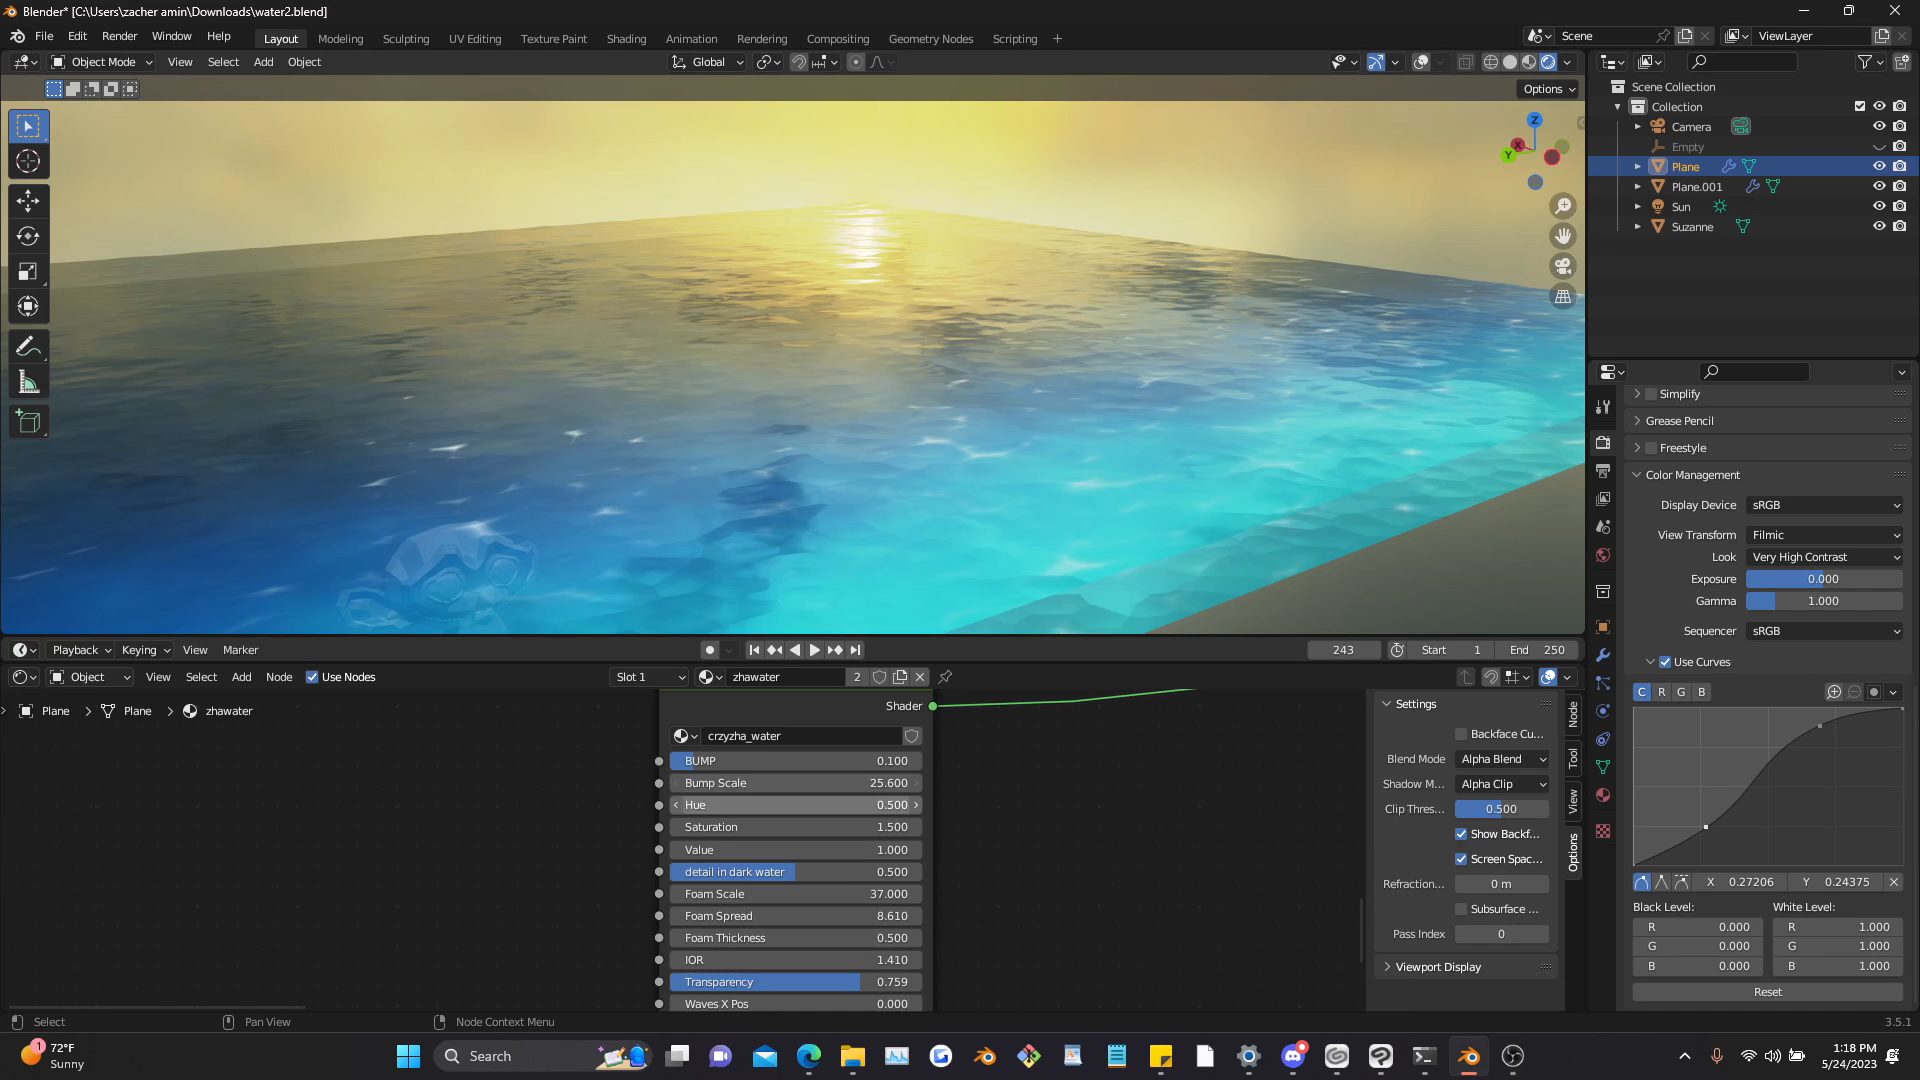 Blender* [C:\Users\zacher amin\Downloads\water2.blend]
File Edit Render Window Help Layout Modeling Sculpting UV Editing Texture Paint Shading Animation Rendering Compositing Geometry Nodes Scripting + Scene ViewLayer
Object Mode View Select Add Object Global
Options
Z
X
Y
Scene Collection
Collection
Camera
Empty
Plane
Plane.001
Sun
Suzanne
Simplify
Grease Pencil
Freestyle
Color Management
Display Device sRGB
View Transform Filmic
Look Very High Contrast
Exposure 0.000
Gamma 1.000
Sequencer sRGB
Use Curves
C R G B
X 0.27206 Y 0.24375
Black Level: White Level:
R 0.000 R 1.000
G 0.000 G 1.000
B 0.000 B 1.000
Reset
Playback Keying View Marker 243 Start 1 End 250
Object View Select Add Node Use Nodes Slot 1 zhawater 2
Plane Plane zhawater
Shader
crzyzha_water
BUMP 0.100
Bump Scale 25.600
Hue 0.500
Saturation 1.500
Value 1.000
detail in dark water 0.500
Foam Scale 37.000
Foam Spread 8.610
Foam Thickness 0.500
IOR 1.410
Transparency 0.759
Waves X Pos 0.000
Settings
Backface Cu...
Blend Mode Alpha Blend
Shadow M... Alpha Clip
Clip Thres... 0.500
Show Backf...
Screen Spac...
Refraction... 0 m
Subsurface ...
Pass Index 0
Viewport Display
Node
Tool
View
Options
Select Pan View Node Context Menu 3.5.1
1
72°F
Sunny
Search
1:18 PM
5/24/2023